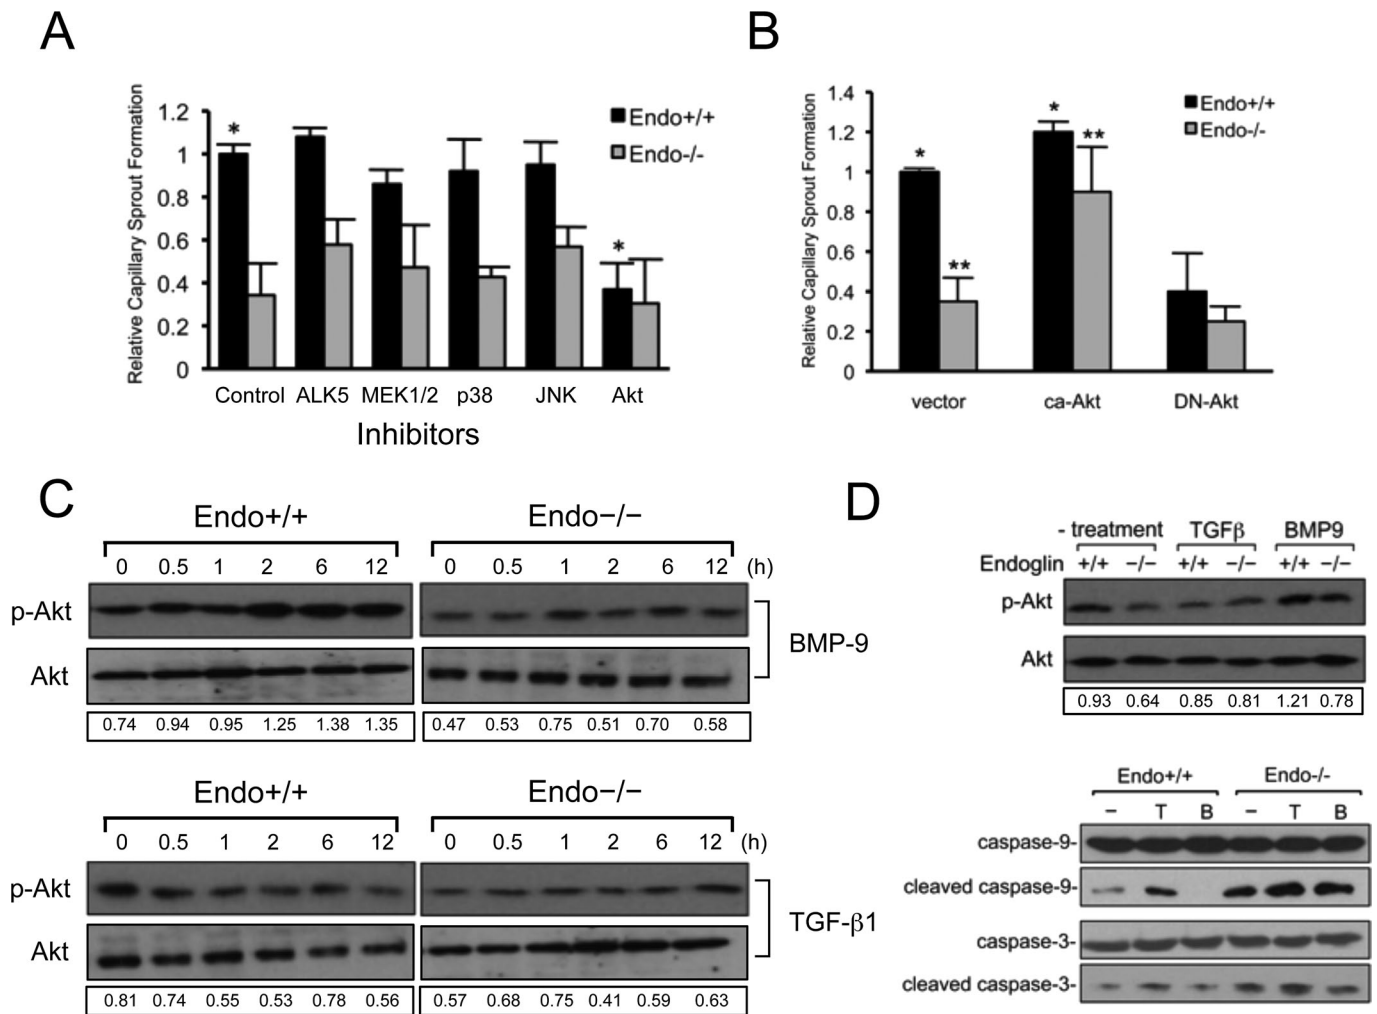 A
Relative Capillary Sprout Formation
1.2
1
0.8
0.6
0.4
0.2
0
*
*
Endo+/+
Endo-/-
Control ALK5 MEK1/2 p38 JNK Akt
Inhibitors
B
Relative Capillary Sprout Formation
1.4
1.2
1
0.8
0.6
0.4
0.2
0
*
**
*
**
Endo+/+
Endo-/-
vector ca-Akt DN-Akt
C
Endo+/+ Endo−/−
0 0.5 1 2 6 12 0 0.5 1 2 6 12 (h)
p-Akt
BMP-9
Akt
0.74 0.94 0.95 1.25 1.38 1.35 0.47 0.53 0.75 0.51 0.70 0.58
Endo+/+ Endo−/−
0 0.5 1 2 6 12 0 0.5 1 2 6 12 (h)
p-Akt
TGF-β1
Akt
0.81 0.74 0.55 0.53 0.78 0.56 0.57 0.68 0.75 0.41 0.59 0.63
D
- treatment TGFβ BMP9
Endoglin +/+ −/− +/+ −/− +/+ −/−
p-Akt
Akt
0.93 0.64 0.85 0.81 1.21 0.78
Endo+/+ Endo-/-
− T B − T B
caspase-9-
cleaved caspase-9-
caspase-3-
cleaved caspase-3-